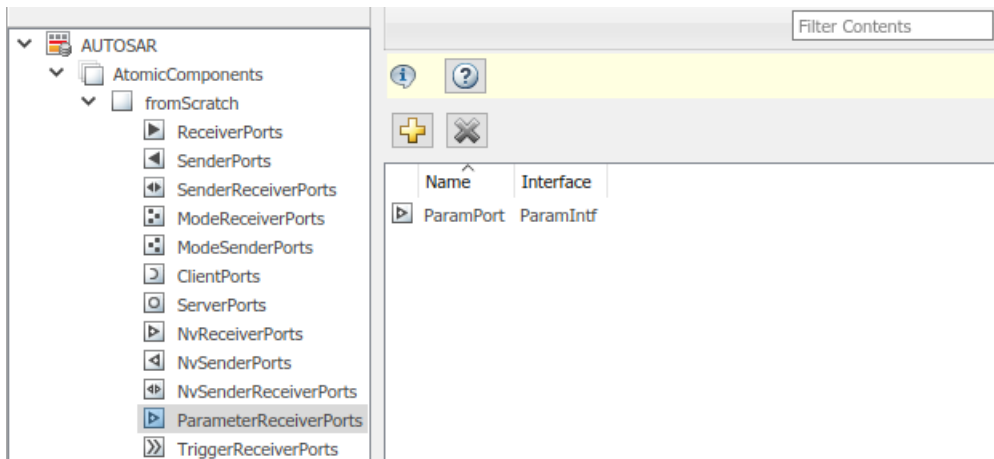 Filter Contents
AUTOSAR
AtomicComponents
fromScratch
ReceiverPorts
SenderPorts
SenderReceiverPorts
ModeReceiverPorts
ModeSenderPorts
ClientPorts
ServerPorts
NvReceiverPorts
NvSenderPorts
NvSenderReceiverPorts
ParameterReceiverPorts
TriggerReceiverPorts
Name Interface
ParamPort ParamIntf